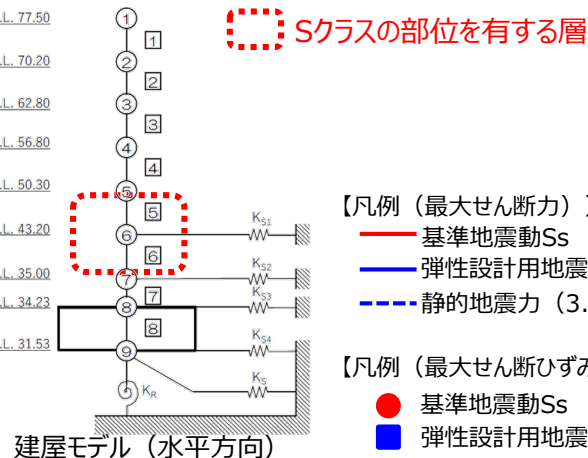 .L. 77.50
.L. 70.20
.L. 62.80
.L. 56.80
.L. 50.30
.L. 43.20
.L. 35.00
.L. 34.23
.L. 31.53
1
1
2
2
3
3
4
4
5
5
6
6
7
7
8
8
9
KS1
KS2
KS3
KS4
KS
KR
建屋モデル（水平方向）
Sクラスの部位を有する層
【凡例（最大せん断力）】
基準地震動Ss
弾性設計用地震
静的地震力（3.
【凡例（最大せん断ひずみ
基準地震動Ss
弾性設計用地震